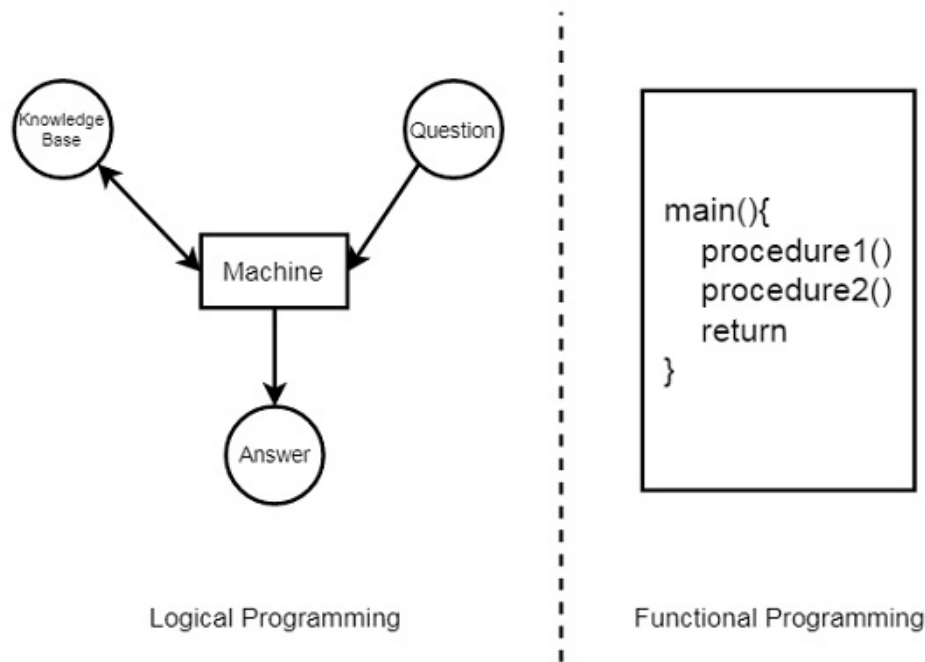 Knowledge
Base
Question
Machine
Answer
Logical Programming
main(){
procedure1()
procedure2()
return
}
Functional Programming